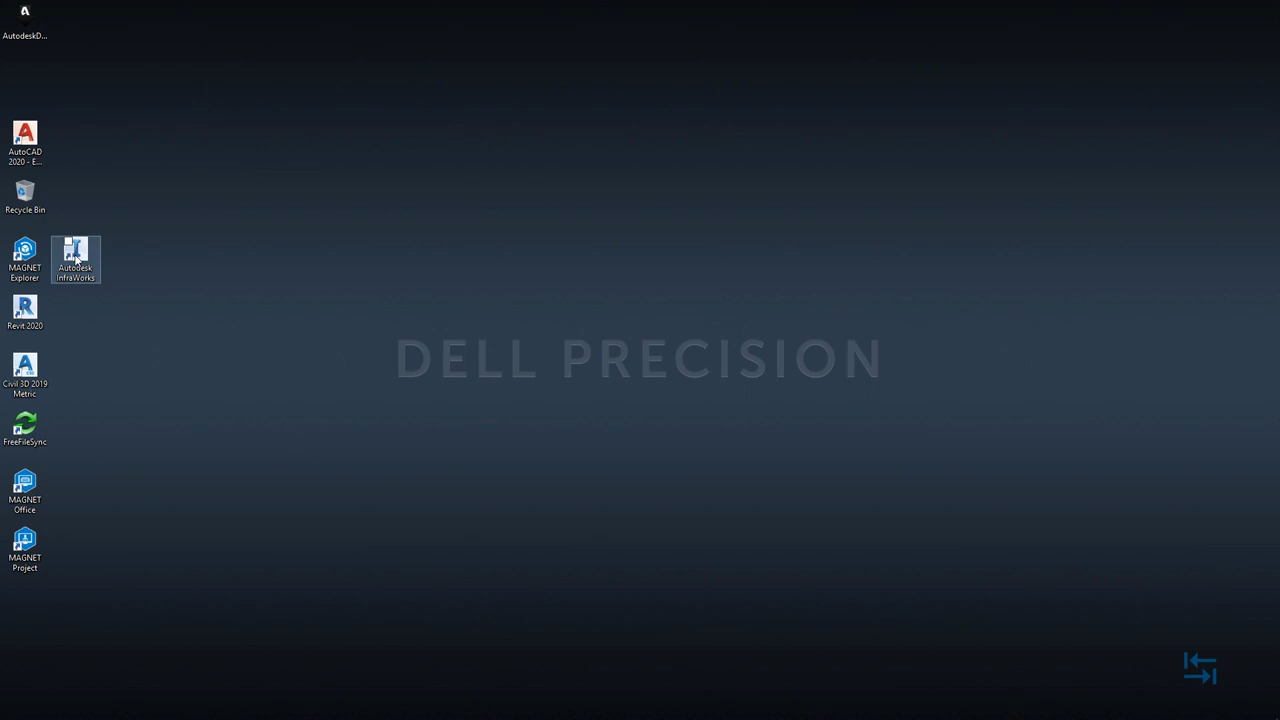 AutodeskD...
AutoCAD
2020 - E...
Recycle Bin
MAGNET
Explorer
Autodesk
InfraWorks
Revit 2020
DELL PRECISION
Civil 3D 2019
Metric
FreeFileSync
MAGNET
Office
MAGNET
Project